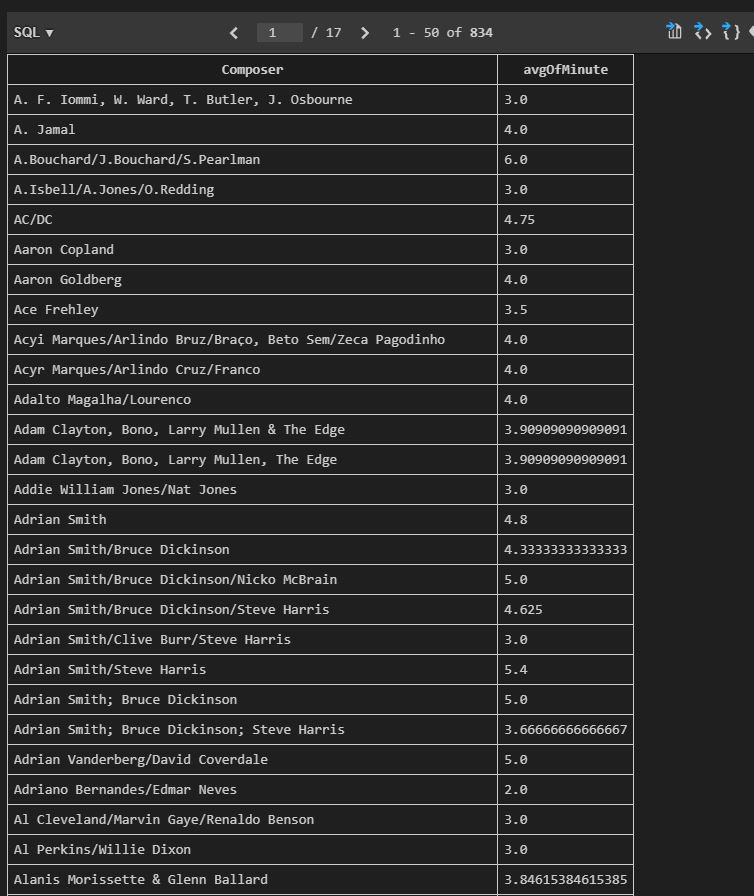 SQL ▼ < 1 / 17 > 1 - 50 of 834
Composer avgOfMinute
A. F. Iommi, W. Ward, T. Butler, J. Osbourne 3.0
A. Jamal 4.0
A.Bouchard/J.Bouchard/S.Pearlman 6.0
A.Isbell/A.Jones/O.Redding 3.0
AC/DC 4.75
Aaron Copland 3.0
Aaron Goldberg 4.0
Ace Frehley 3.5
Acyi Marques/Arlindo Bruz/Braço, Beto Sem/Zeca Pagodinho 4.0
Acyr Marques/Arlindo Cruz/Franco 4.0
Adalto Magalha/Lourenco 4.0
Adam Clayton, Bono, Larry Mullen & The Edge 3.90909090909091
Adam Clayton, Bono, Larry Mullen, The Edge 3.90909090909091
Addie William Jones/Nat Jones 3.0
Adrian Smith 4.8
Adrian Smith/Bruce Dickinson 4.33333333333333
Adrian Smith/Bruce Dickinson/Nicko McBrain 5.0
Adrian Smith/Bruce Dickinson/Steve Harris 4.625
Adrian Smith/Clive Burr/Steve Harris 3.0
Adrian Smith/Steve Harris 5.4
Adrian Smith; Bruce Dickinson 5.0
Adrian Smith; Bruce Dickinson; Steve Harris 3.66666666666667
Adrian Vanderberg/David Coverdale 5.0
Adriano Bernandes/Edmar Neves 2.0
Al Cleveland/Marvin Gaye/Renaldo Benson 3.0
Al Perkins/Willie Dixon 3.0
Alanis Morissette & Glenn Ballard 3.84615384615385